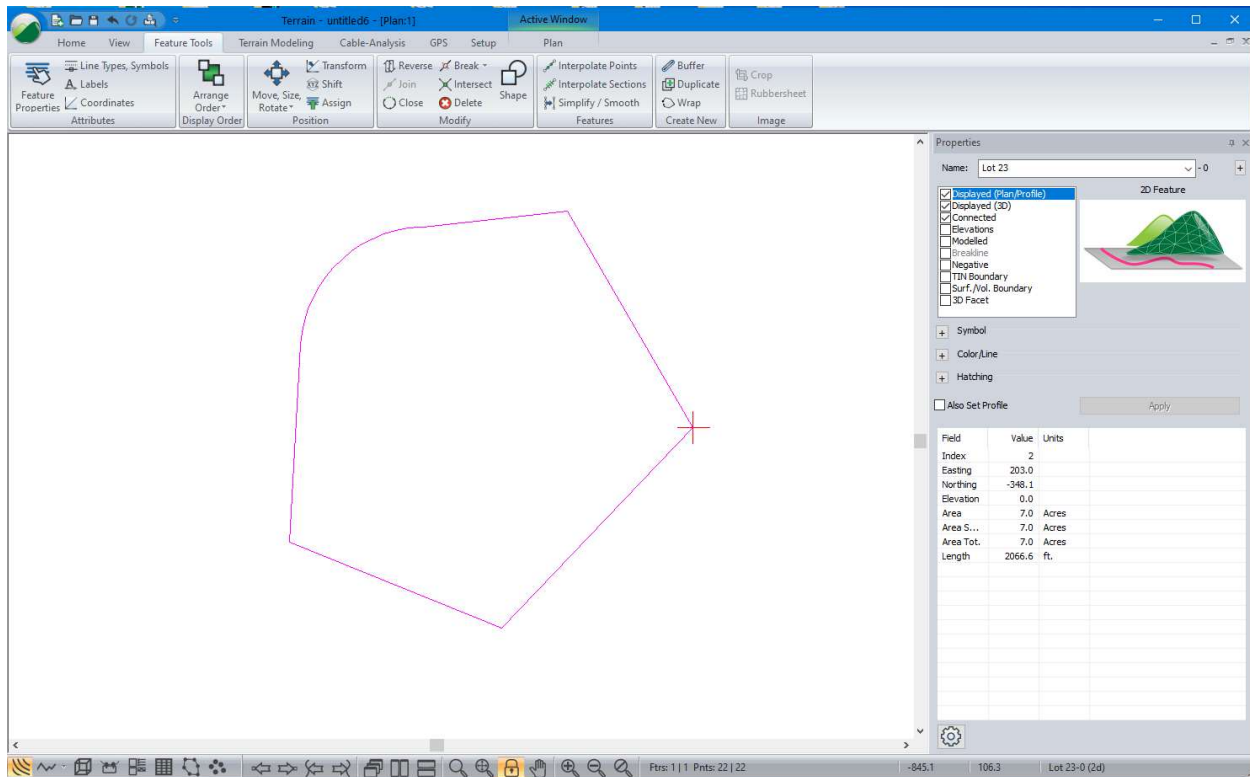 Terrain - untitled6 - [Plan:1]
Active Window
Home View Feature Tools Terrain Modeling Cable-Analysis GPS Setup Plan
Feature Properties
Line Types, Symbols
A, Labels
Coordinates
Attributes
Arrange Order
Display Order
Move, Size, Rotate
Transform
xyz Shift
Assign
Position
Reverse
Join
Close
Break
Intersect
Delete
Shape
Modify
Interpolate Points
Interpolate Sections
Simplify / Smooth
Features
Buffer
Duplicate
Wrap
Create New
Crop
Rubbersheet
Image
Properties
Name: Lot 23 - 0
Displayed (Plan/Profile)
Displayed (3D)
Connected
Elevations
Modelled
Breakline
Negative
TIN Boundary
Surf./Vol. Boundary
3D Facet
2D Feature
Symbol
Color/Line
Hatching
Also Set Profile
Apply
Field Value Units
Index 2
Easting 203.0
Northing -348.1
Elevation 0.0
Area 7.0 Acres
Area S... 7.0 Acres
Area Tot. 7.0 Acres
Length 2066.6 ft.
Ftrs: 1 | 1 Pnts: 22 | 22
-845.1 106.3 Lot 23-0 (2d)